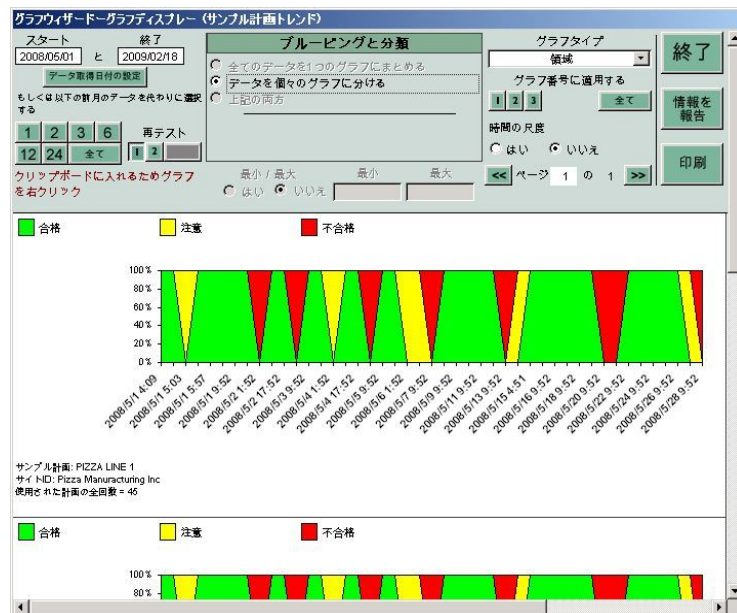 グラフウィザードーグラフディスプレー (サンプル計画トレンド)
スタート 終了
2008/05/01 と 2009/02/18
データ取得日付の設定
もしくは以下の前月のデータを代わりに選択
する
1 2 3 6 再テスト
12 24 全て 1 2
クリップボードに入れるためグラフ
を右クリック
ブルーピングと分類
全てのデータを1つのグラフにまとめる
データを個々のグラフに分ける
上記の両方
最小 / 最大 最小 最大
はい いいえ
グラフタイプ
領域
グラフ番号に適用する
1 2 3 全て
時間の尺度
はい いいえ
<< ページ 1 の 1 >>
終了
情報を
報告
印刷
合格 注意 不合格
100%
80%
60%
40%
20%
0%
2008/5/1 4:09
2008/5/1 5:03
2008/5/1 5:57
2008/5/1 9:52
2008/5/2 1:52
2008/5/2 17:52
2008/5/3 9:52
2008/5/4 1:52
2008/5/4 17:52
2008/5/5 9:52
2008/5/6 1:52
2008/5/7 9:52
2008/5/9 9:52
2008/5/11 9:52
2008/5/13 9:52
2008/5/15 4:51
2008/5/16 9:52
2008/5/18 9:52
2008/5/20 9:52
2008/5/22 9:52
2008/5/24 9:52
2008/5/26 9:52
2008/5/28 9:52
サンプル計画: PIZZA LINE 1
サイトID: Pizza Manuracturing Inc
使用された計画の全回数 = 45
合格 注意 不合格
100%
80%